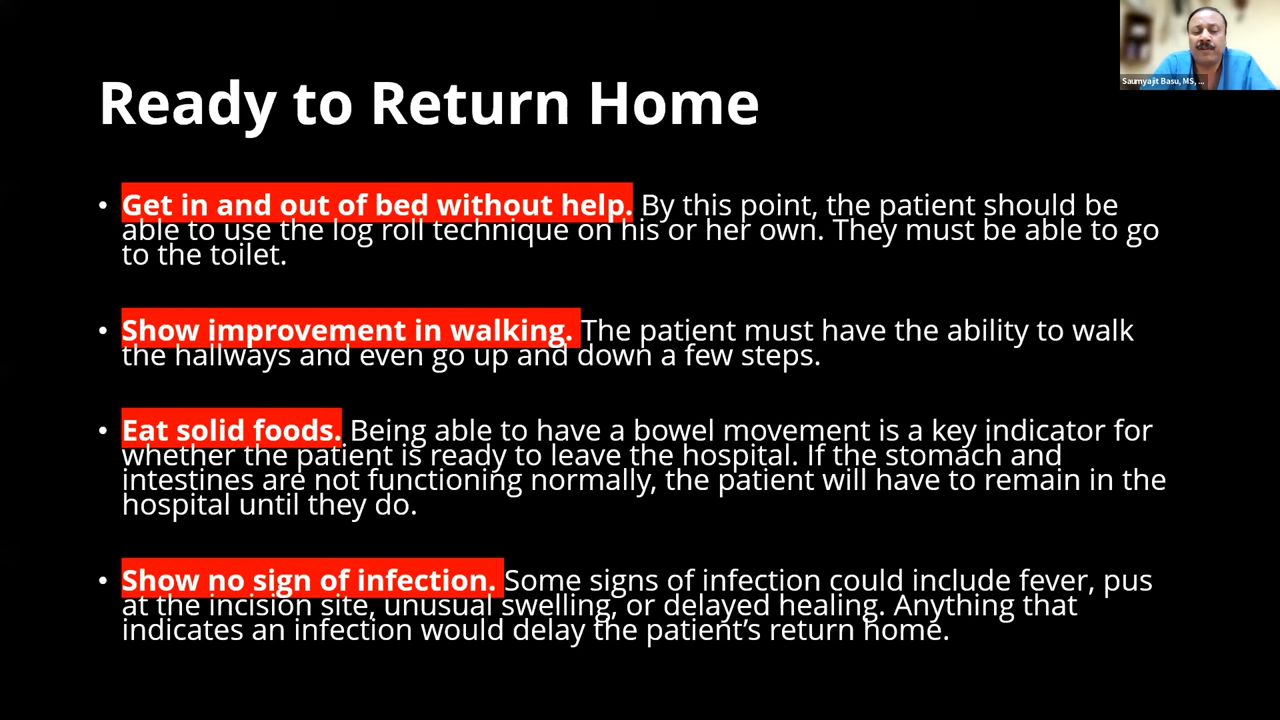 Saumyajit Basu, MS, ...
Ready to Return Home
• Get in and out of bed without help. By this point, the patient should be
able to use the log roll technique on his or her own. They must be able to go
to the toilet.
• Show improvement in walking. The patient must have the ability to walk
the hallways and even go up and down a few steps.
• Eat solid foods. Being able to have a bowel movement is a key indicator for
whether the patient is ready to leave the hospital. If the stomach and
intestines are not functioning normally, the patient will have to remain in the
hospital until they do.
• Show no sign of infection. Some signs of infection could include fever, pus
at the incision site, unusual swelling, or delayed healing. Anything that
indicates an infection would delay the patient’s return home.